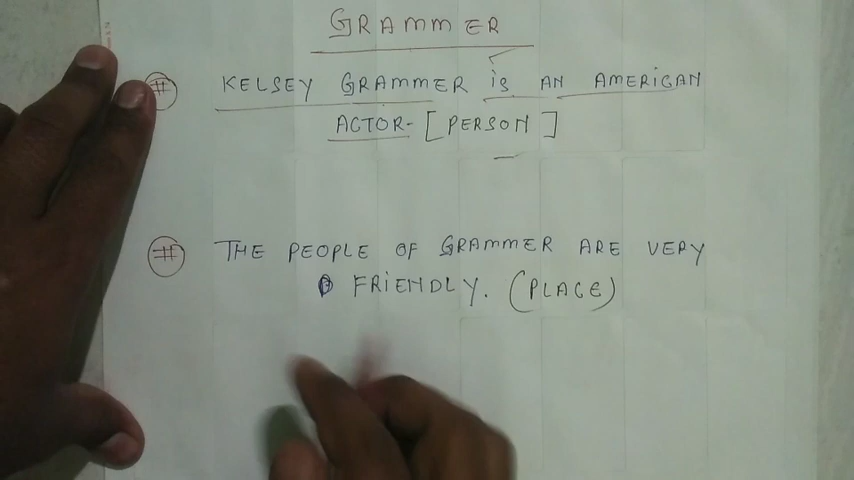 GRAMMER
# KELSEY GRAMMER is AN AMERICAN
ACTOR- [PERSON]
# THE PEOPLE OF GRAMMER ARE VERY
FRIENDLY. (PLACE)